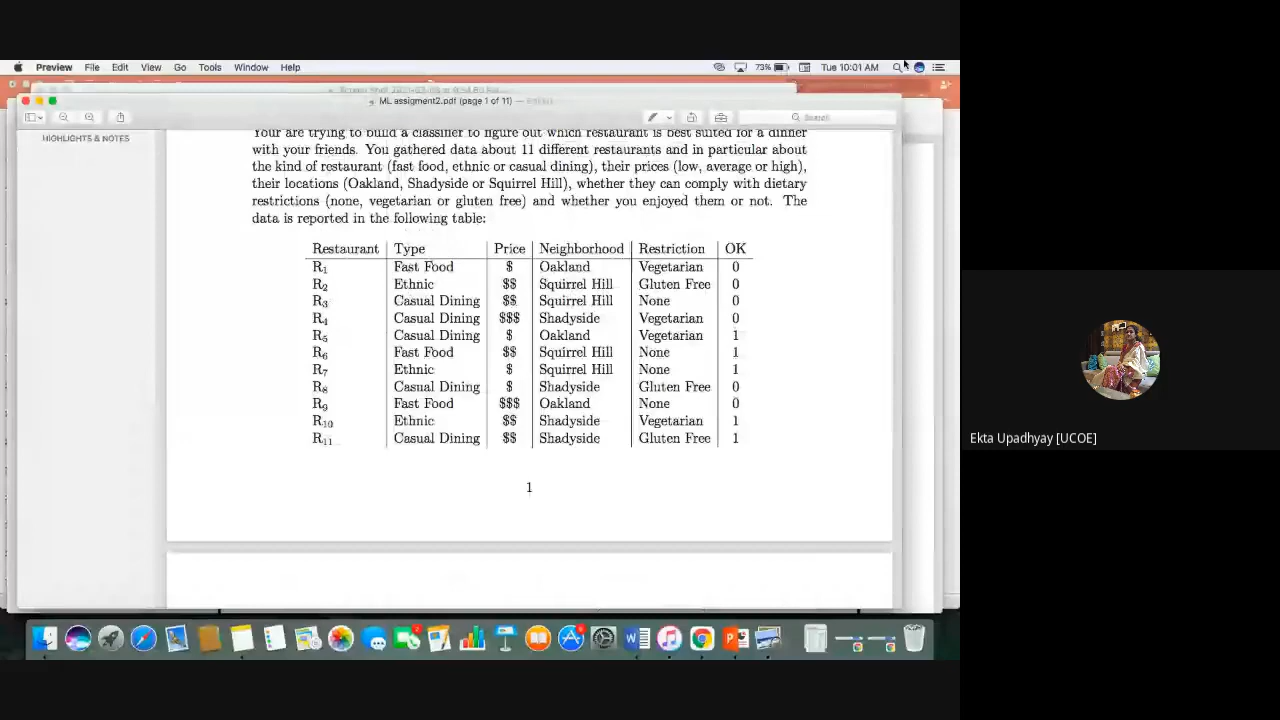 Preview File Edit View Go Tools Window Help 73% Tue 10:01 AM
ML assigment2.pdf (page 1 of 11)
Search
HIGHLIGHTS & NOTES
Your are trying to build a classifier to figure out which restaurant is best suited for a dinner
with your friends. You gathered data about 11 different restaurants and in particular about
the kind of restaurant (fast food, ethnic or casual dining), their prices (low, average or high),
their locations (Oakland, Shadyside or Squirrel Hill), whether they can comply with dietary
restrictions (none, vegetarian or gluten free) and whether you enjoyed them or not. The
data is reported in the following table:
Restaurant Type Price Neighborhood Restriction OK
R1 Fast Food $ Oakland Vegetarian 0
R2 Ethnic $$ Squirrel Hill Gluten Free 0
R3 Casual Dining $$ Squirrel Hill None 0
R4 Casual Dining $$$ Shadyside Vegetarian 0
R5 Casual Dining $ Oakland Vegetarian 1
R6 Fast Food $$ Squirrel Hill None 1
R7 Ethnic $ Squirrel Hill None 1
R8 Casual Dining $ Shadyside Gluten Free 0
R9 Fast Food $$$ Oakland None 0
R10 Ethnic $$ Shadyside Vegetarian 1
R11 Casual Dining $$ Shadyside Gluten Free 1
1
Ekta Upadhyay [UCOE]